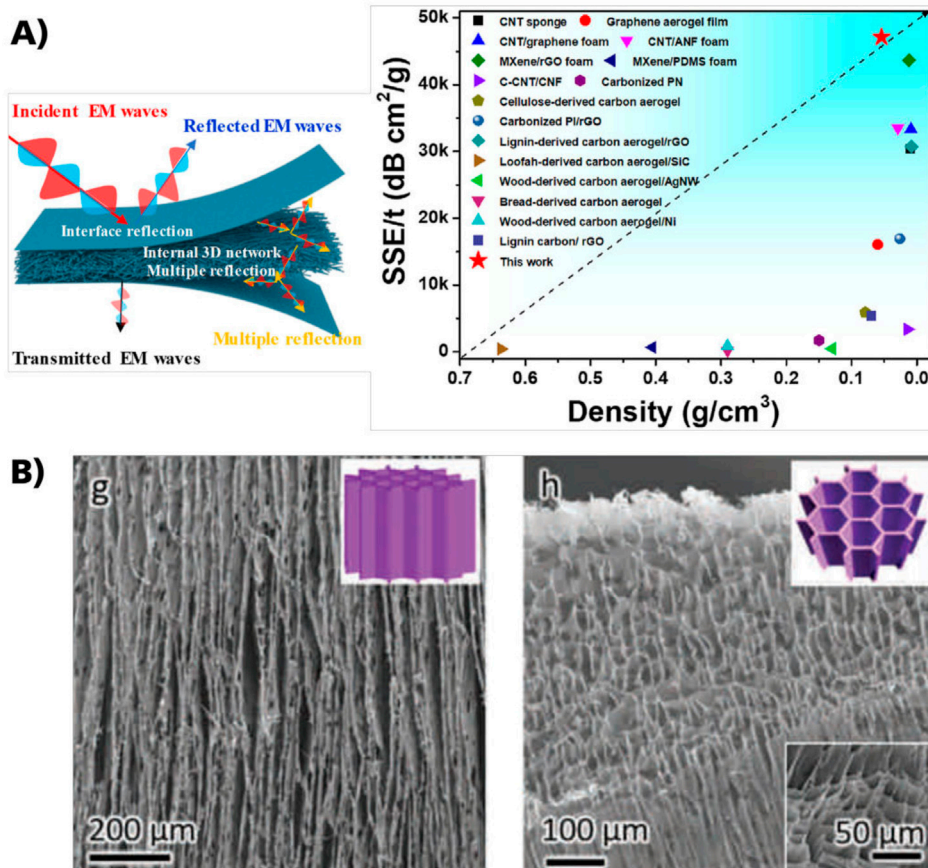 A)
Incident EM waves
Reflected EM waves
Interface reflection
Internal 3D network
Multiple reflection
Multiple reflection
Transmitted EM waves
SSE/t (dB cm²/g)
50k
40k
30k
20k
10k
0
CNT sponge
Graphene aerogel film
CNT/graphene foam
CNT/ANF foam
MXene/rGO foam
MXene/PDMS foam
C-CNT/CNF
Carbonized PN
Cellulose-derived carbon aerogel
Carbonized PI/rGO
Lignin-derived carbon aerogel/rGO
Loofah-derived carbon aerogel/SiC
Wood-derived carbon aerogel/AgNW
Bread-derived carbon aerogel
Wood-derived carbon aerogel/Ni
Lignin carbon/ rGO
This work
0.7 0.6 0.5 0.4 0.3 0.2 0.1 0.0
Density (g/cm³)
B)
g
200 µm
h
100 µm
50 µm